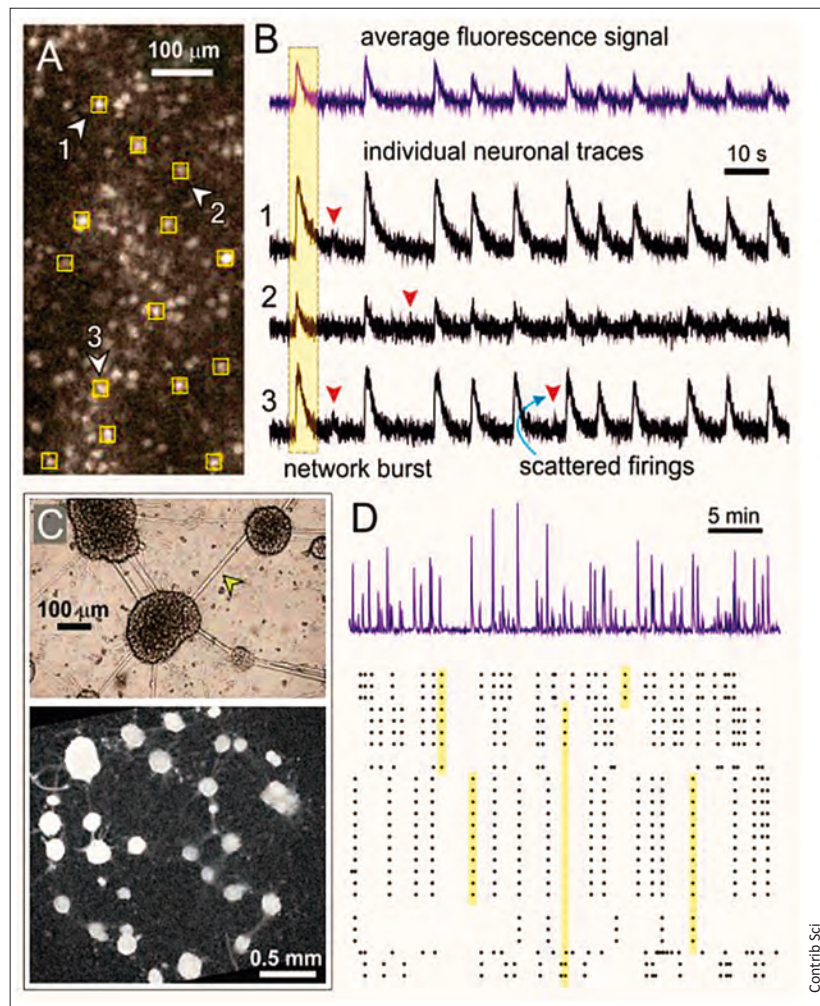 A
100 µm
1
2
3
B
average fluorescence signal
individual neuronal traces
10 s
1
2
3
network burst
scattered firings
C
100 µm
0.5 mm
D
5 min
Contrib Sci